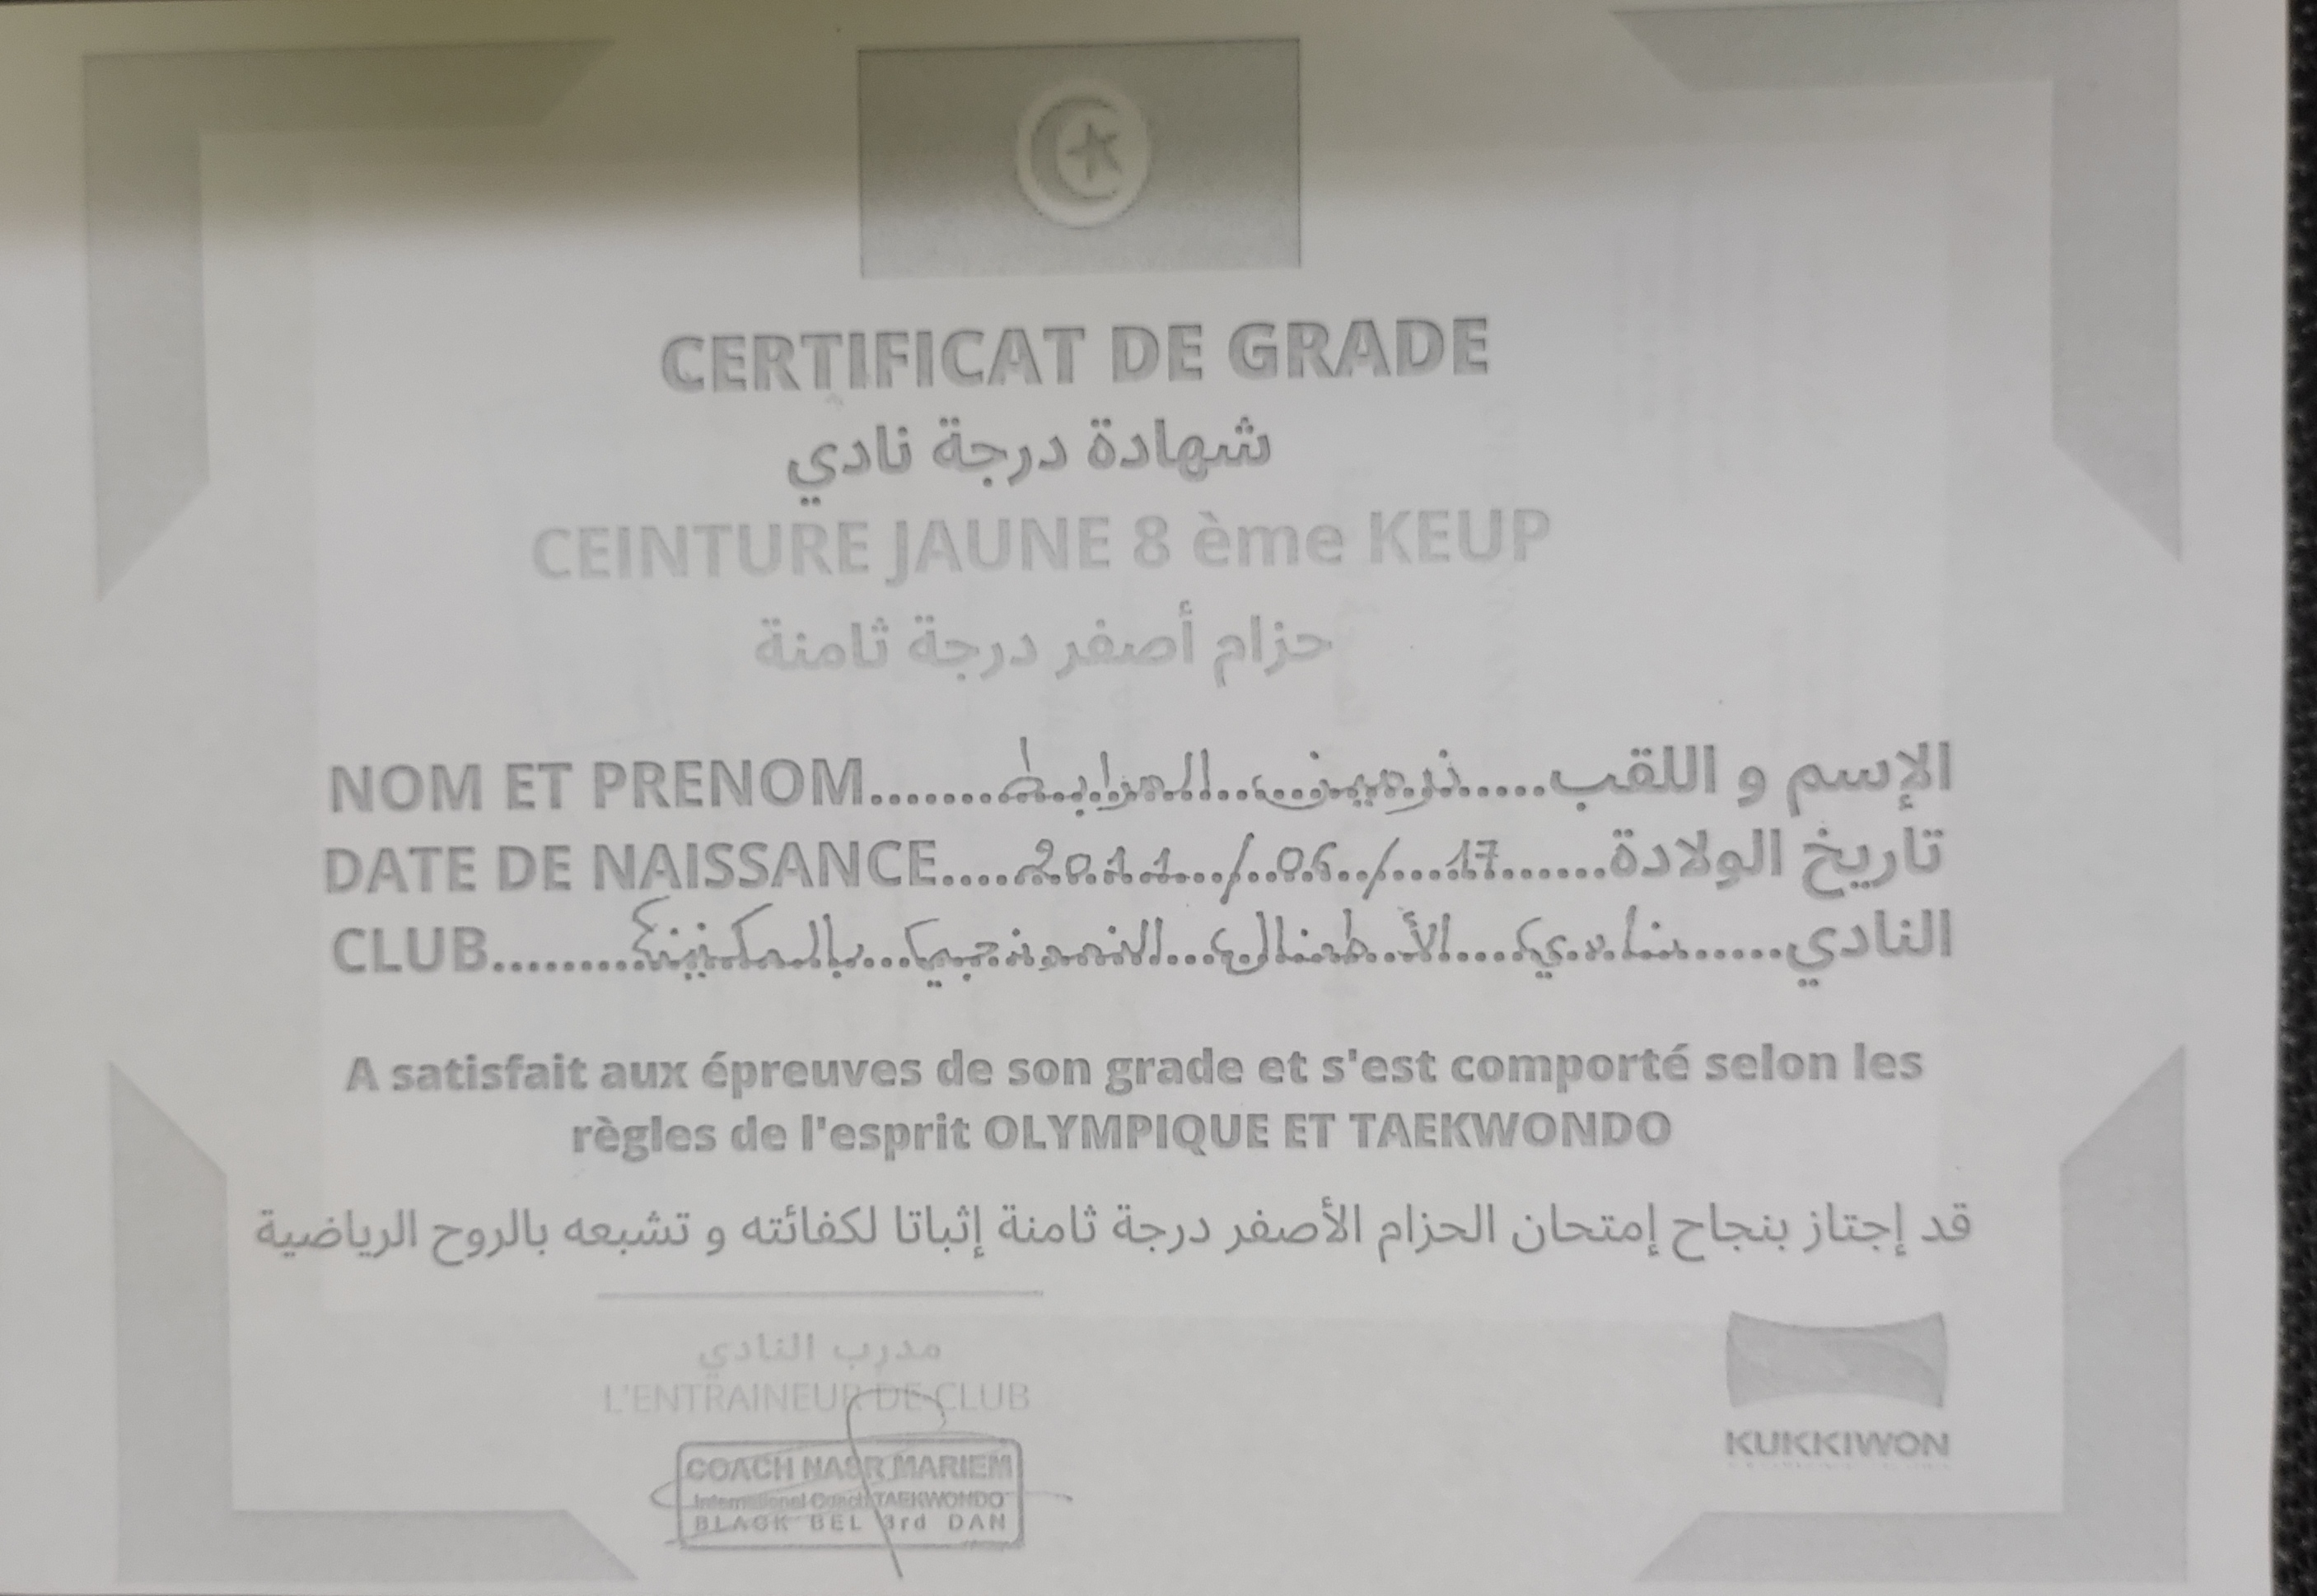 CERTIFICAT DE GRADE
شهادة درجة نادي
CEINTURE JAUNE 8 ème KEUP
حزام أصفر درجة ثامنة
NOM ET PRENOM........نرمين المرابط.....الإسم و اللقب
DATE DE NAISSANCE....17/06/2011......تاريخ الولادة
CLUB.........نادي الأطفال النموذجي بالمكنين......النادي
A satisfait aux épreuves de son grade et s'est comporté selon les
règles de l'esprit OLYMPIQUE ET TAEKWONDO
قد إجتاز بنجاح إمتحان الحزام الأصفر درجة ثامنة إثباتا لكفائته و تشبعه بالروح الرياضية
مدرب النادي
L'ENTRAINEUR DE CLUB
COACH NASR MARIEM
International Coach TAEKWONDO
BLACK BEL 3rd DAN
KUKKIWON